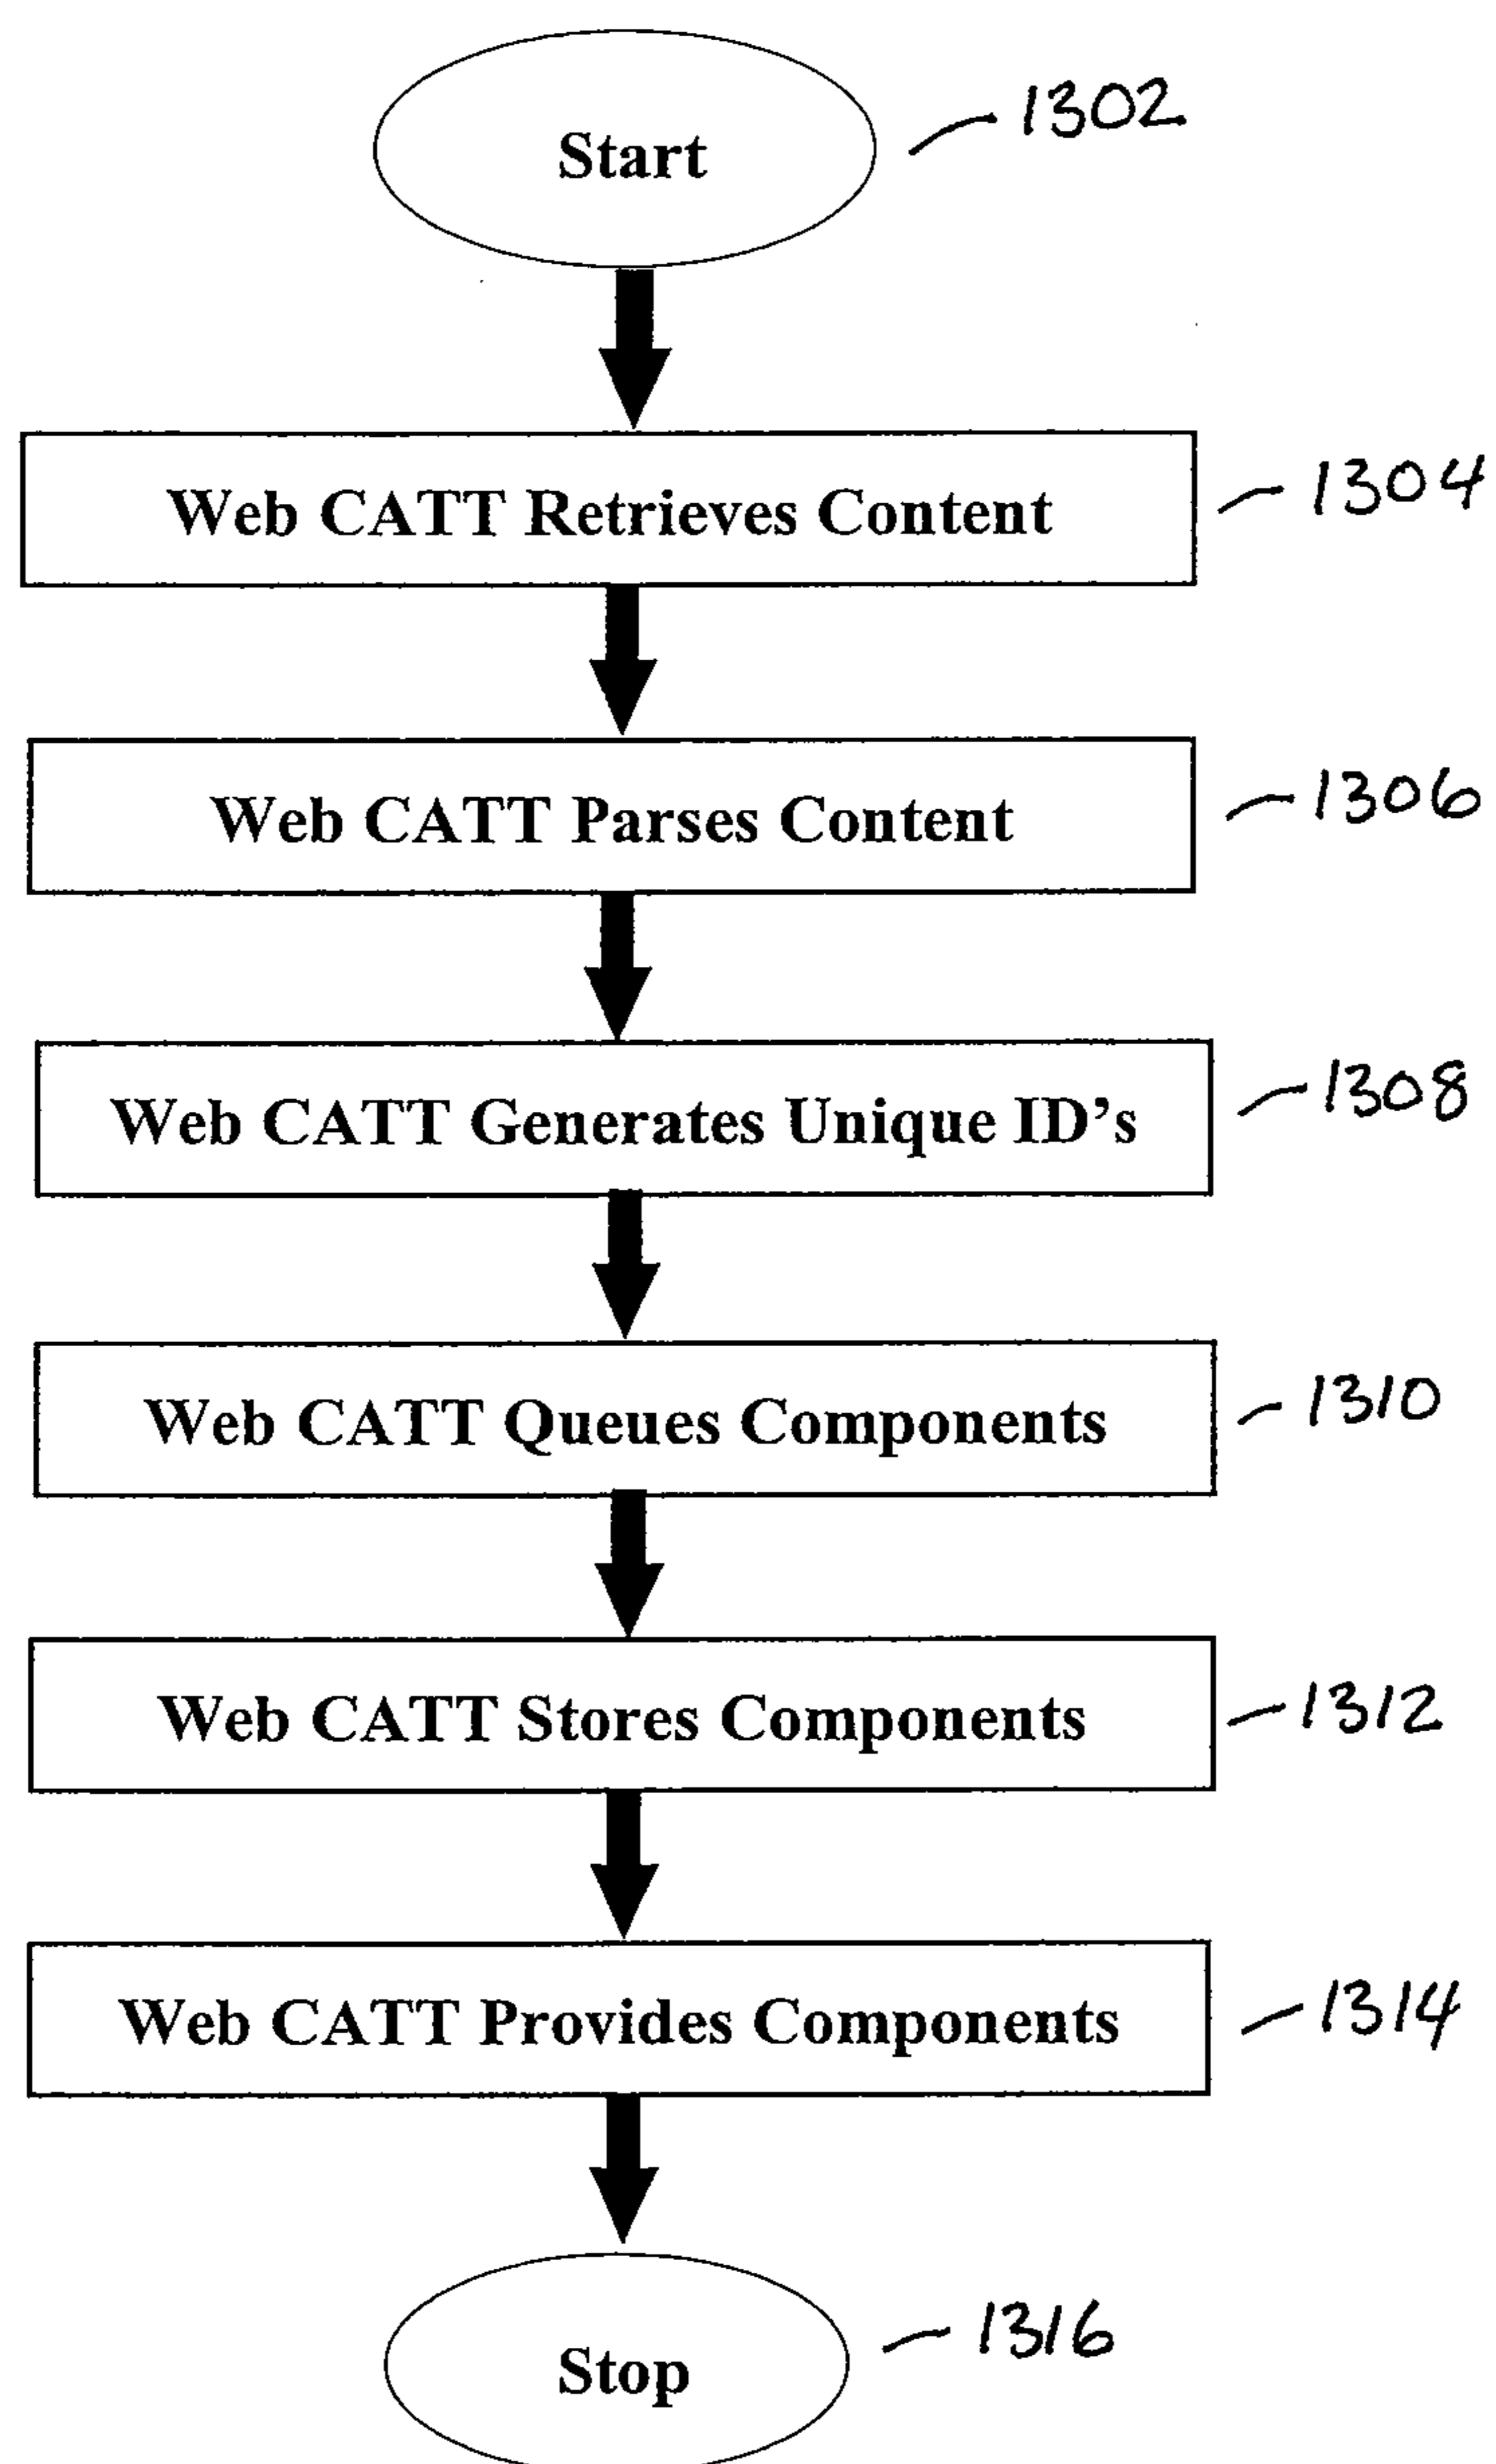 Start
1302
Web CATT Retrieves Content
1304
Web CATT Parses Content
1306
Web CATT Generates Unique ID’s
1308
Web CATT Queues Components
1310
Web CATT Stores Components
1312
Web CATT Provides Components
1314
Stop
1316